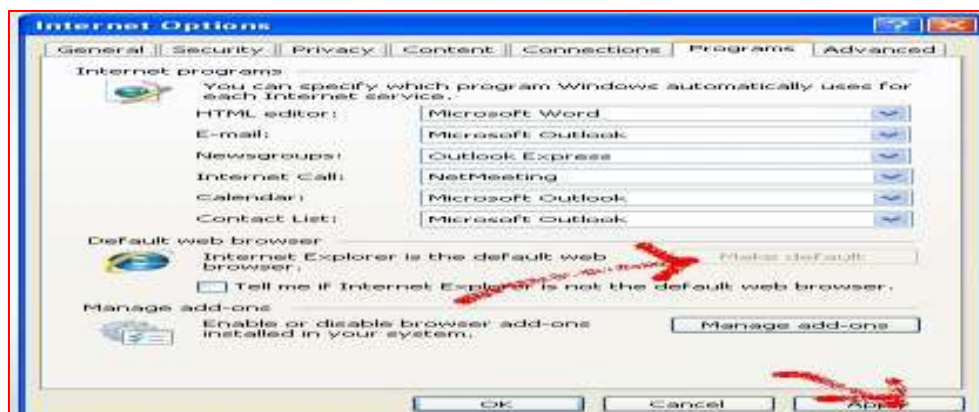 Internet Options
General Security Privacy Content Connections Programs Advanced
Internet programs
You can specify which program Windows automatically uses for
each Internet service.
HTML editor: Microsoft Word
E-mail: Microsoft Outlook
Newsgroups: Outlook Express
Internet Call: NetMeeting
Calendar: Microsoft Outlook
Contact List: Microsoft Outlook
Default web browser
Internet Explorer is the default web
browser.
Make default
Tell me if Internet Explorer is not the default web browser.
Manage add-ons
Enable or disable browser add-ons
installed in your system.
Manage add-ons
OK Cancel Apply